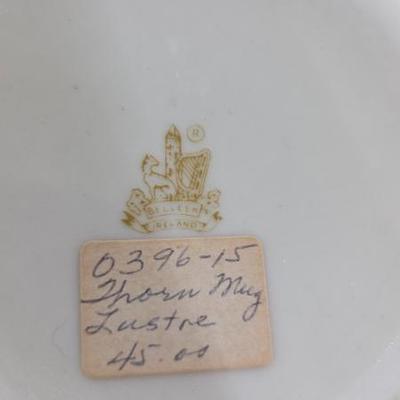 ®
BELLEEK
IRELAND
0396-15
Thorn Mug
Lustre
45.00